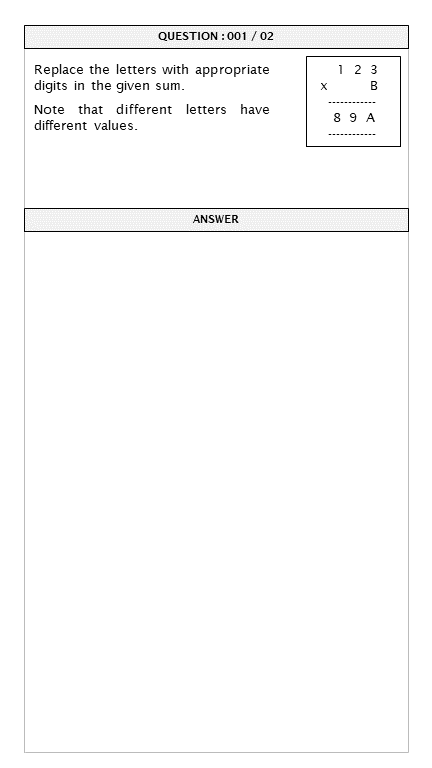 QUESTION : 001 / 02
Replace the letters with appropriate
digits in the given sum.
Note that different letters have
different values.
1 2 3
x B
------------
8 9 A
------------
ANSWER